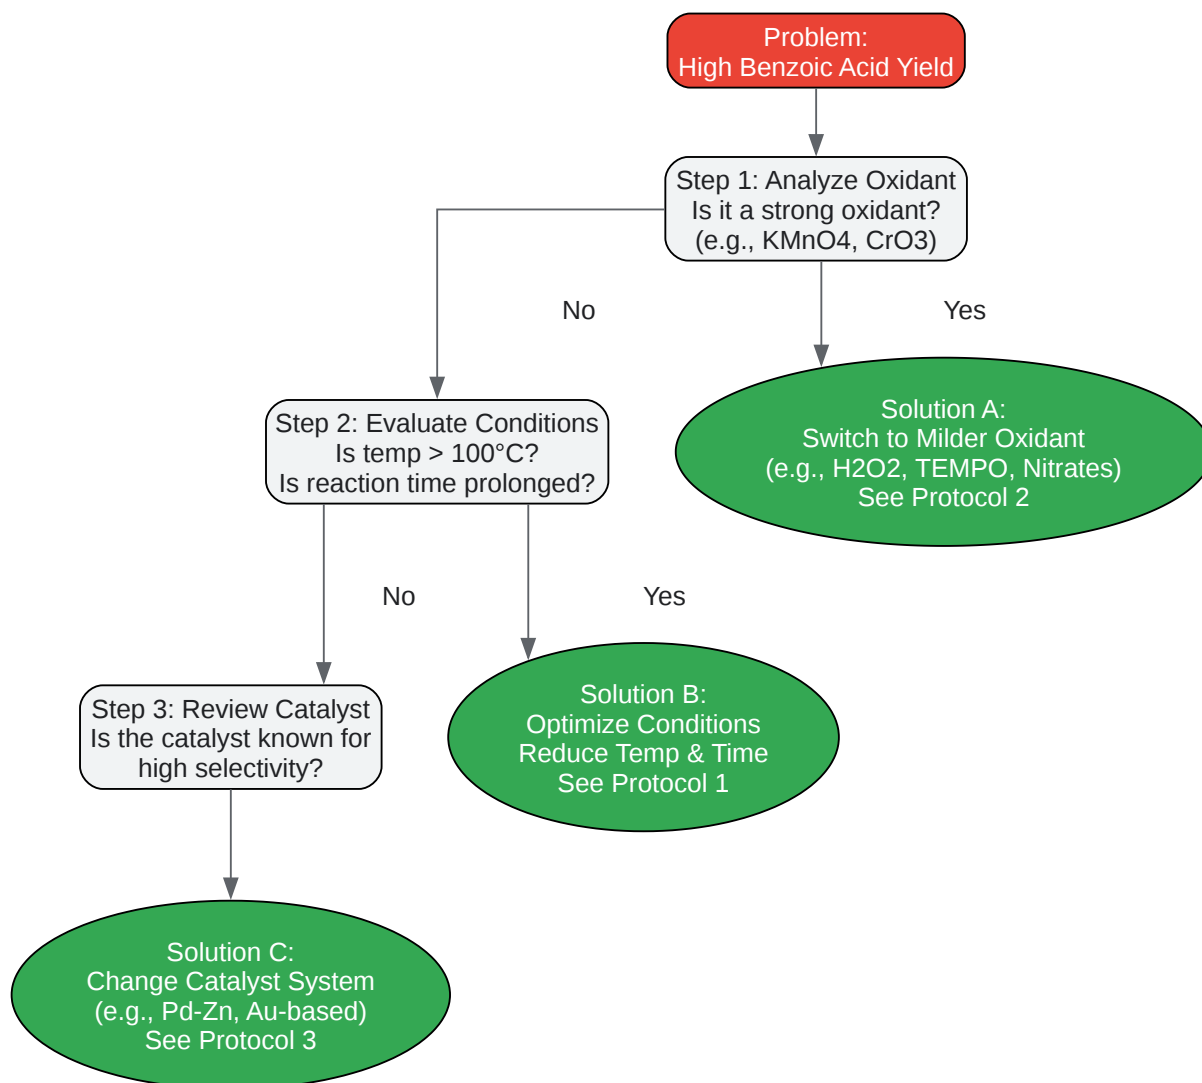 Problem:
High Benzoic Acid Yield
Step 1: Analyze Oxidant
Is it a strong oxidant?
(e.g., KMnO4, CrO3)
No
Yes
Solution A:
Switch to Milder Oxidant
(e.g., H2O2, TEMPO, Nitrates)
See Protocol 2
Step 2: Evaluate Conditions
Is temp > 100°C?
Is reaction time prolonged?
No
Yes
Solution B:
Optimize Conditions
Reduce Temp & Time
See Protocol 1
Step 3: Review Catalyst
Is the catalyst known for
high selectivity?
Solution C:
Change Catalyst System
(e.g., Pd-Zn, Au-based)
See Protocol 3